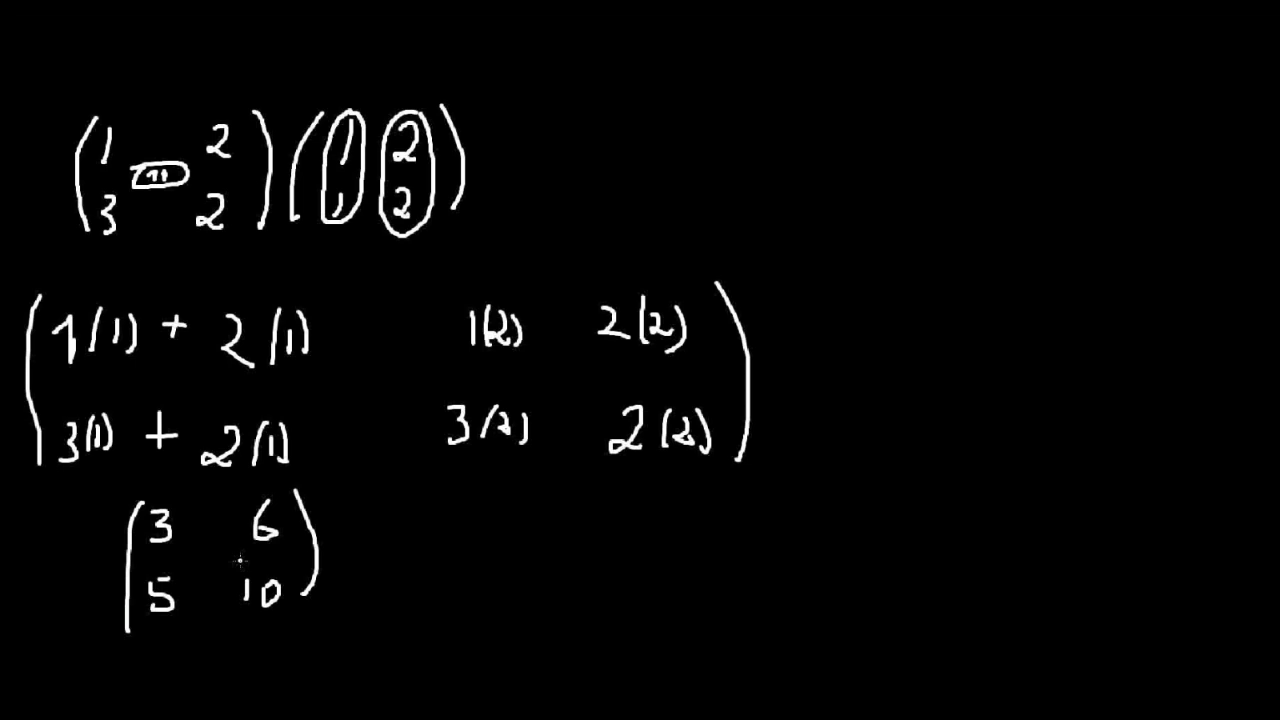 (1 2) (1 2)
(3 2) (1 2)
(1(1) + 2(1) 1(2) 2(2))
(3(1) + 2(1) 3(2) 2(2))
(3 6)
(5 10)